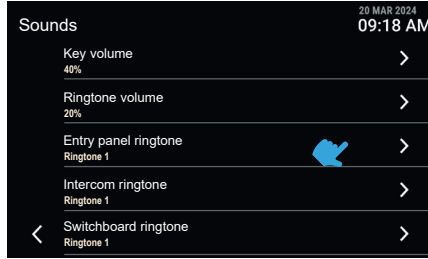 20 MAR 2024
Sounds
09:18 AM
Key volume
40%
Ringtone volume
20%
Entry panel ringtone
Ringtone 1
Intercom ringtone
Ringtone 1
Switchboard ringtone
Ringtone 1